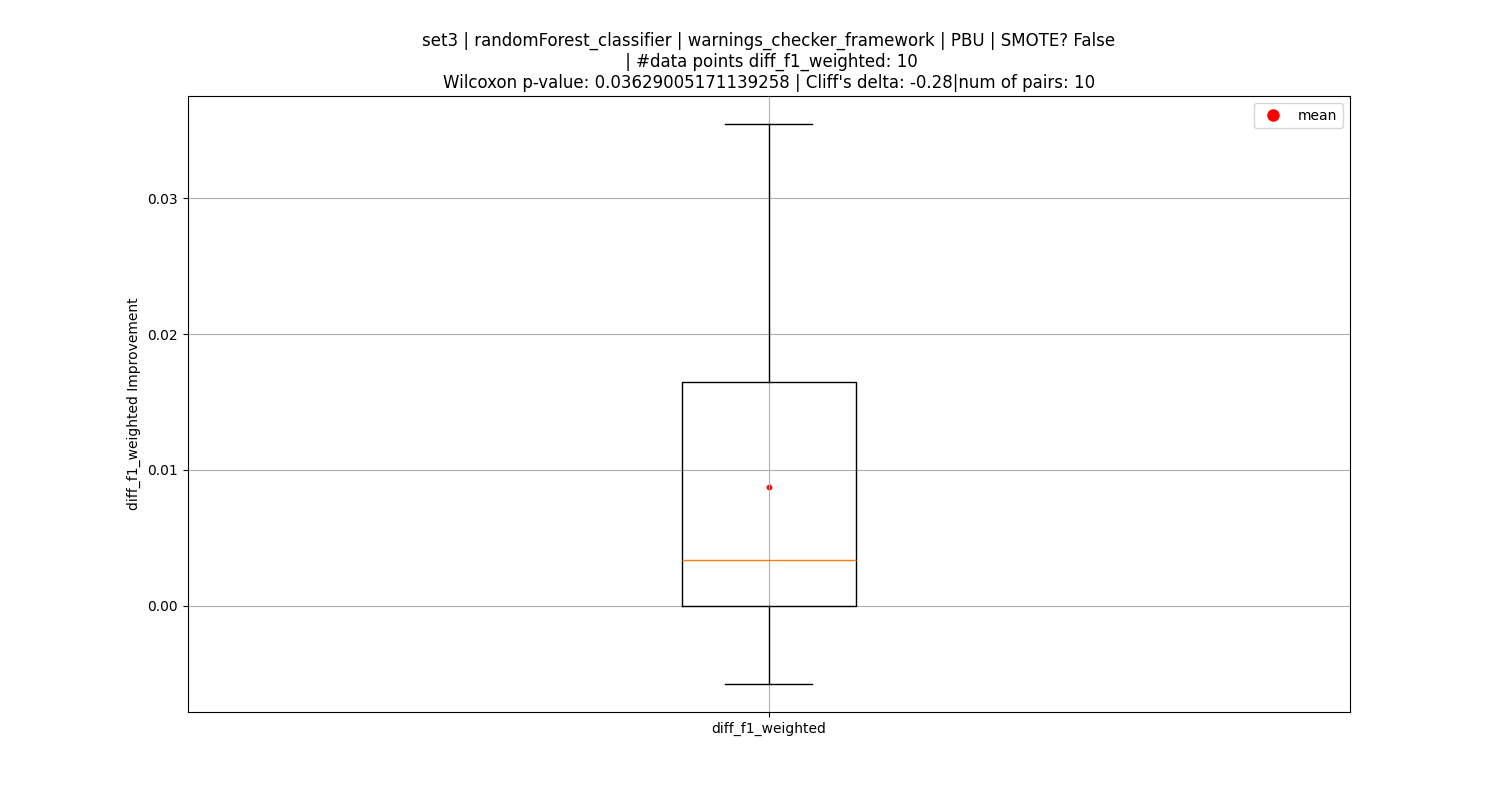 set3 | randomForest_classifier | warnings_checker_framework | PBU | SMOTE? False
| #data points diff_f1_weighted: 10
Wilcoxon p-value: 0.03629005171139258 | Cliff's delta: -0.28|num of pairs: 10
mean
diff_f1_weighted Improvement
0.03
0.02
0.01
0.00
diff_f1_weighted